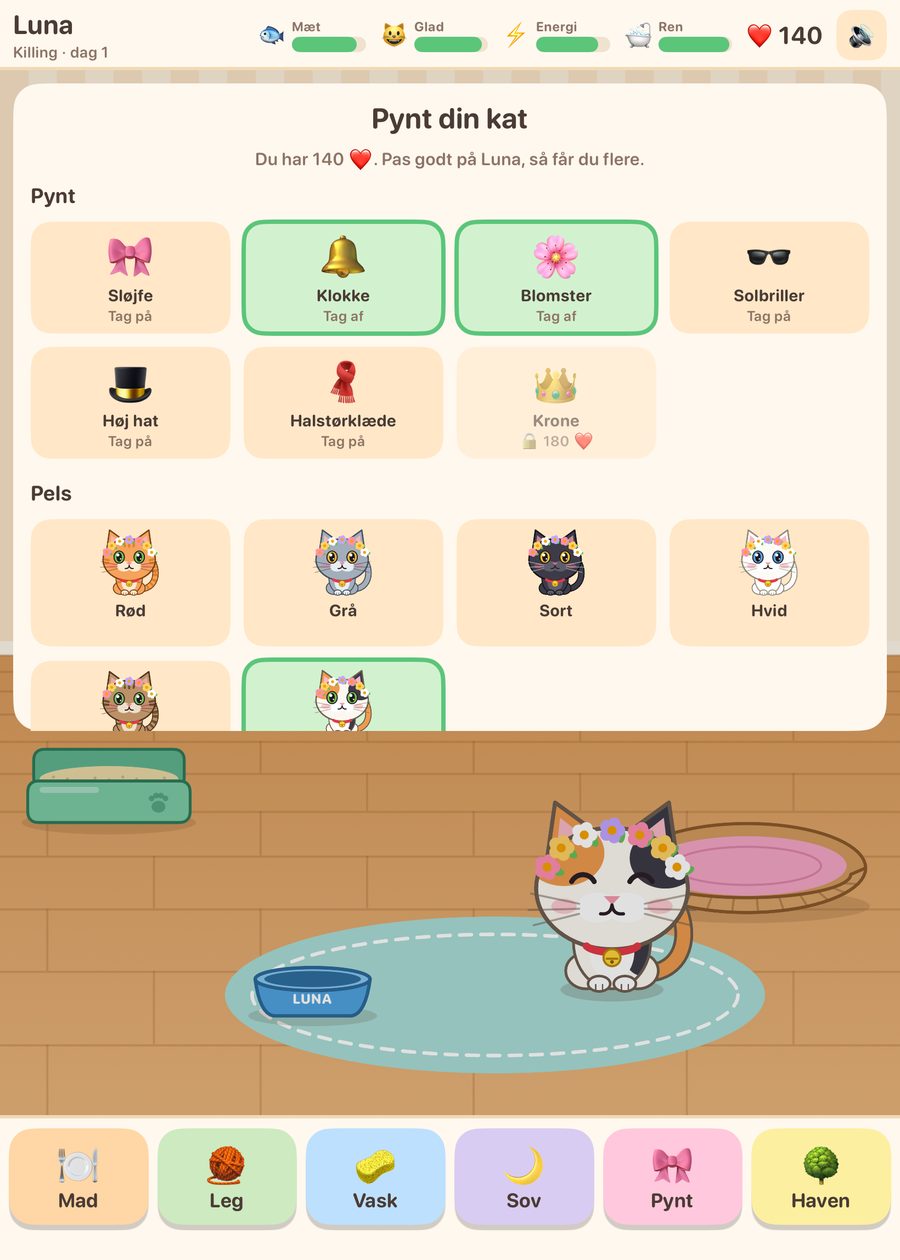 Luna
Killing · dag 1
Mæt
Glad
Energi
Ren
140
Pynt din kat
Du har 140 ❤️. Pas godt på Luna, så får du flere.
Pynt
Sløjfe
Tag på
Klokke
Tag af
Blomster
Tag af
Solbriller
Tag på
Høj hat
Tag på
Halstørklæde
Tag på
Krone
🔒 180 ❤️
Pels
Rød
Grå
Sort
Hvid
LUNA
Mad
Leg
Vask
Sov
Pynt
Haven